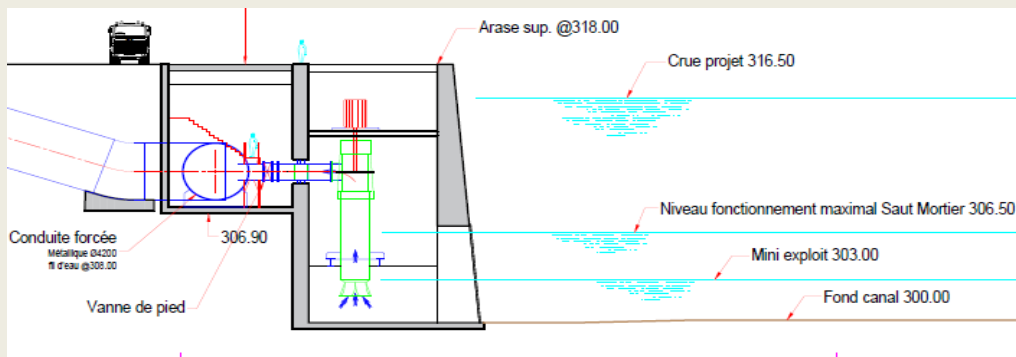 Arase sup. @318.00
Crue projet 316.50
Niveau fonctionnement maximal Saut Mortier 306.50
306.90
Conduite forcée
Métallique Ø4200
fil d'eau @308.00
Mini exploit 303.00
Vanne de pied
Fond canal 300.00